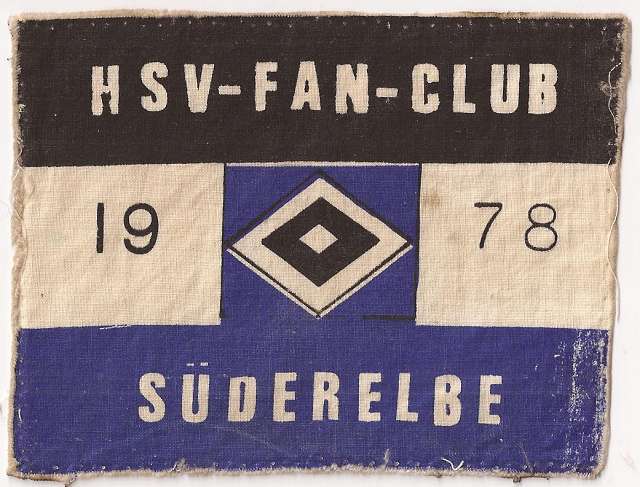 HSV-FAN-CLUB
19 78
SÜDERELBE